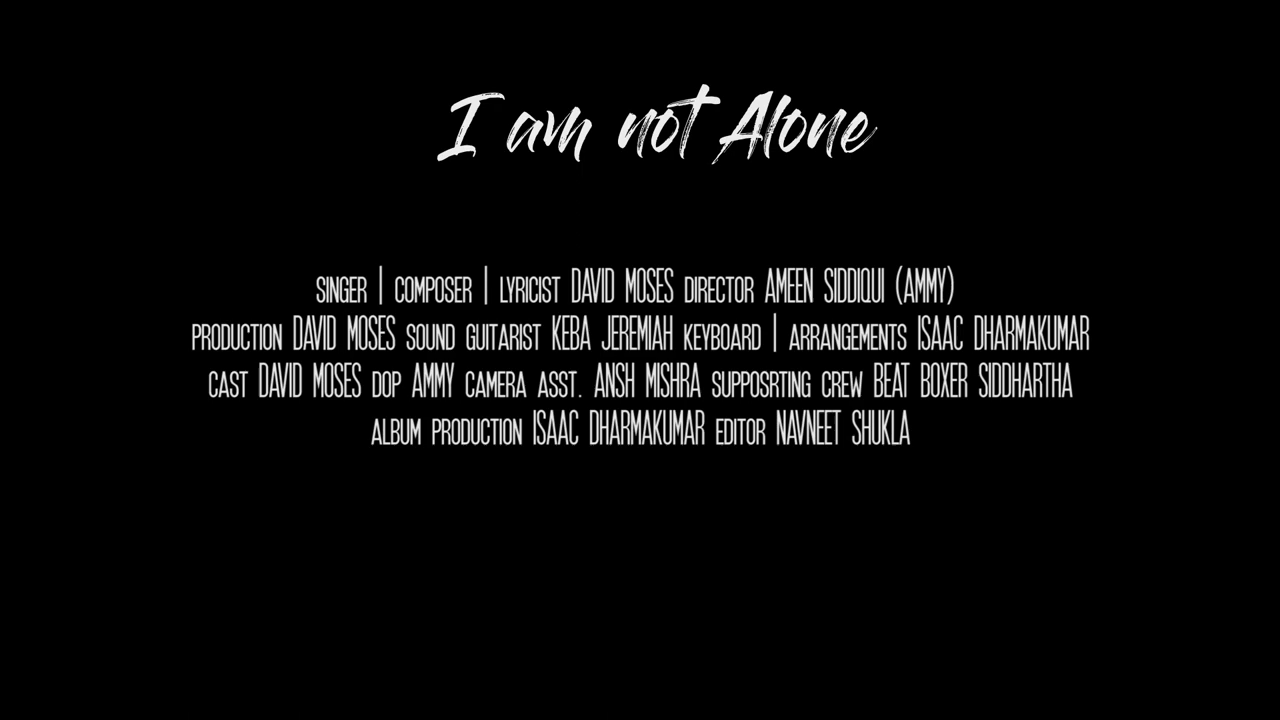 I am not Alone
SINGER | COMPOSER | LYRICIST DAVID MOSES DIRECTOR AMEEN SIDDIQUI (AMMY)
PRODUCTION DAVID MOSES SOUND GUITARIST KEBA JEREMIAH KEYBOARD | ARRANGEMENTS ISAAC DHARMAKUMAR
CAST DAVID MOSES DOP AMMY CAMERA ASST. ANSH MISHRA SUPPOSRTING CREW BEAT BOXER SIDDHARTHA
ALBUM PRODUCTION ISAAC DHARMAKUMAR EDITOR NAVNEET SHUKLA